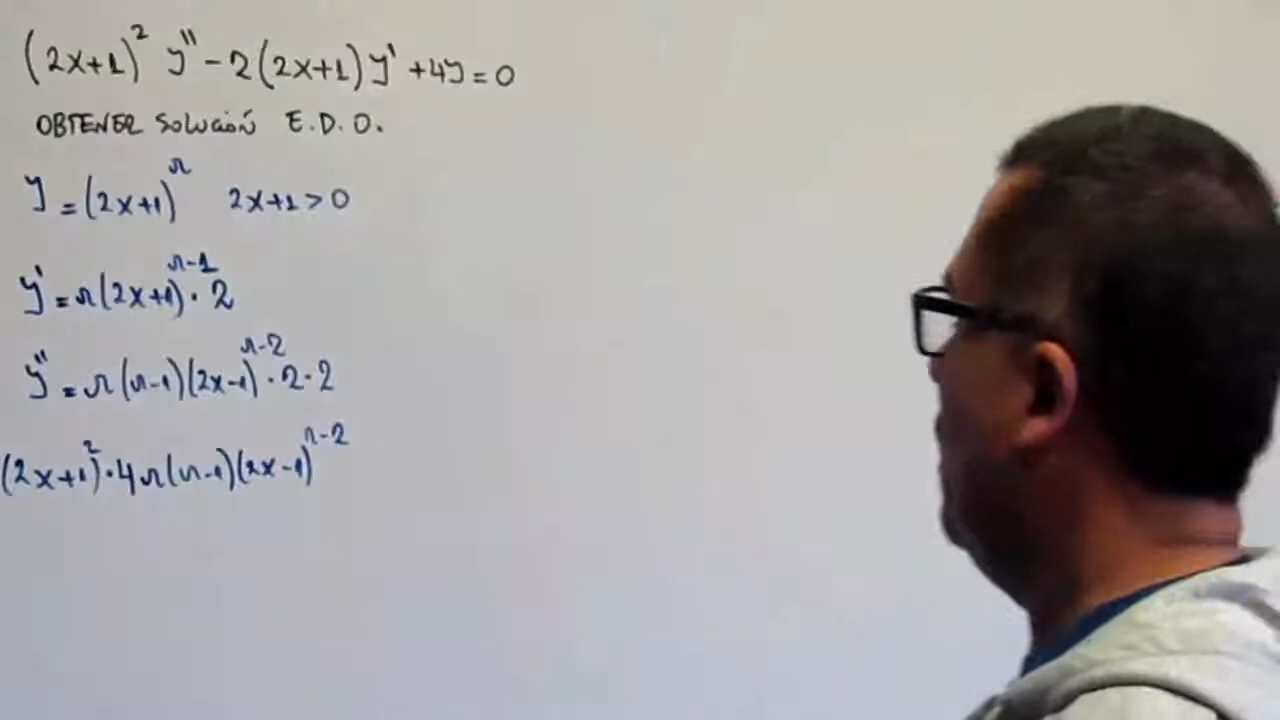 (2x+1)² y'' - 2(2x+1)y' + 4y = 0
OBTENER SOLUCIÓN E.D.O.
y = (2x+1)^r 2x+1 > 0
y' = r(2x+1)^(r-1) · 2
y'' = r(r-1)(2x-1)^(r-2) · 2 · 2
(2x+1)² · 4r(r-1)(2x-1)^(r-2)